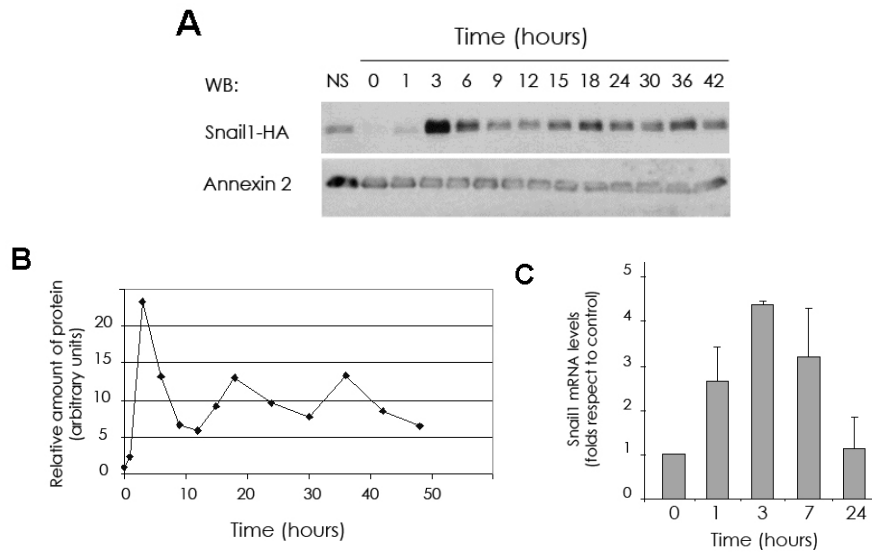 A
Time (hours)
WB: NS 0 1 3 6 9 12 15 18 24 30 36 42
Snail1-HA
Annexin 2
B
Relative amount of protein
(arbitrary units)
20
15
10
5
0
0 10 20 30 40 50
Time (hours)
C
Snail1 mRNA levels
(folds respect to control)
5
4
3
2
1
0
0 1 3 7 24
Time (hours)